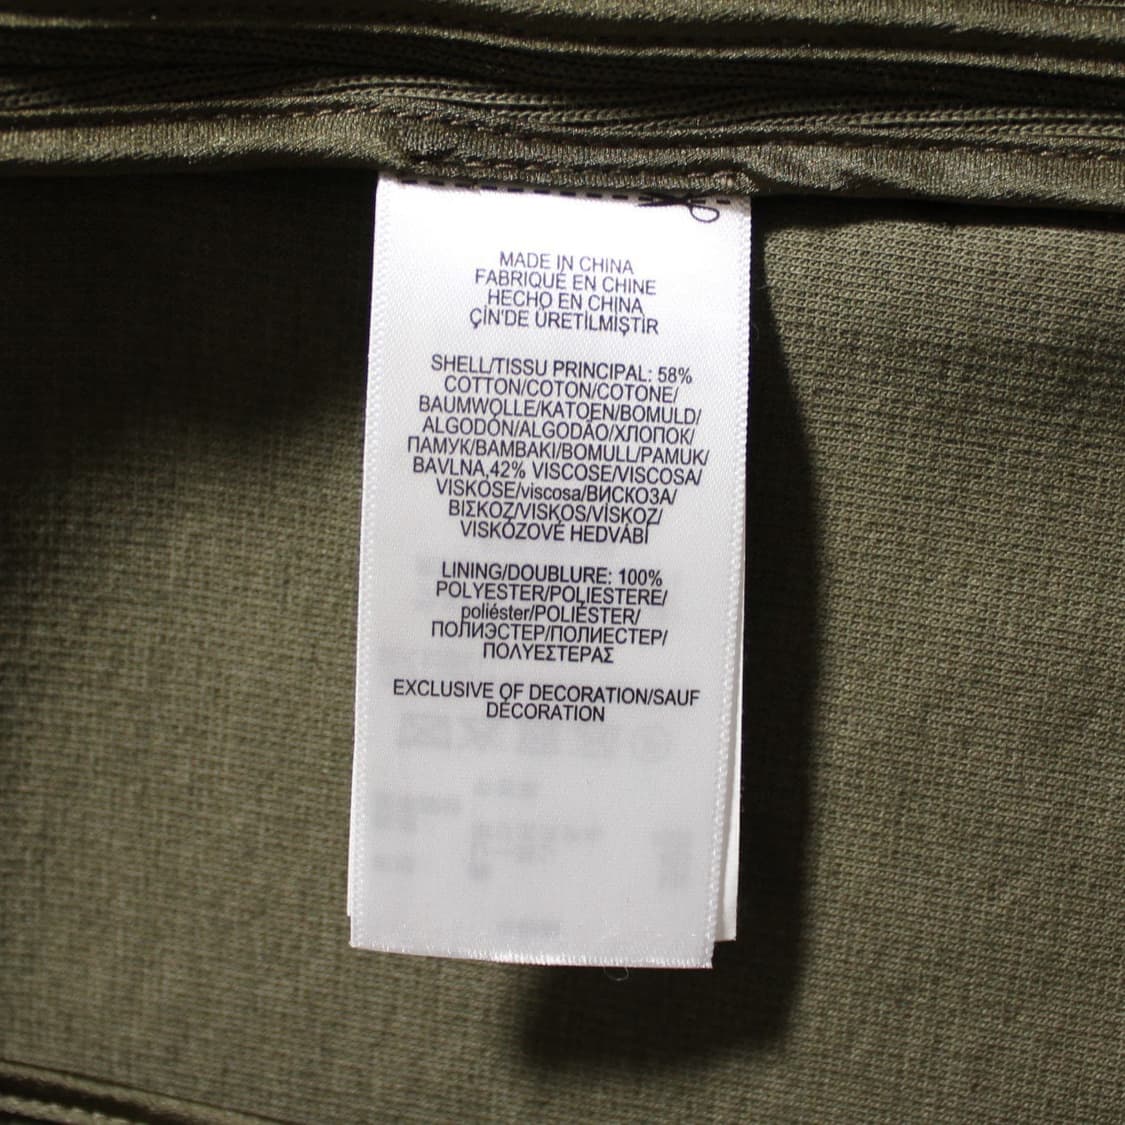 MADE IN CHINA
FABRIQUÉ EN CHINE
HECHO EN CHINA
ÇİN'DE ÜRETİLMİŞTİR
SHELL/TISSU PRINCIPAL: 58%
COTTON/COTON/COTONE/
BAUMWOLLE/KATOEN/BOMULD/
ALGODÓN/ALGODÃO/ХЛОПОК/
ПАМУК/BAMBAKI/BOMULL/PAMUK/
BAVLNA,42% VISCOSE/VISCOSA/
VISKOSE/viscosa/ВИСКОЗА/
ΒΙΣΚΟΖ/VISKOS/VİSKOZ/
VISKÓZOVÉ HEDVÁBÍ
LINING/DOUBLURE: 100%
POLYESTER/POLIESTERE/
poliéster/POLIÉSTER/
ПОЛИЭСТЕР/ПОЛИЕСТЕР/
ΠΟΛΥΕΣΤΕΡΑΣ
EXCLUSIVE OF DECORATION/SAUF
DÉCORATION